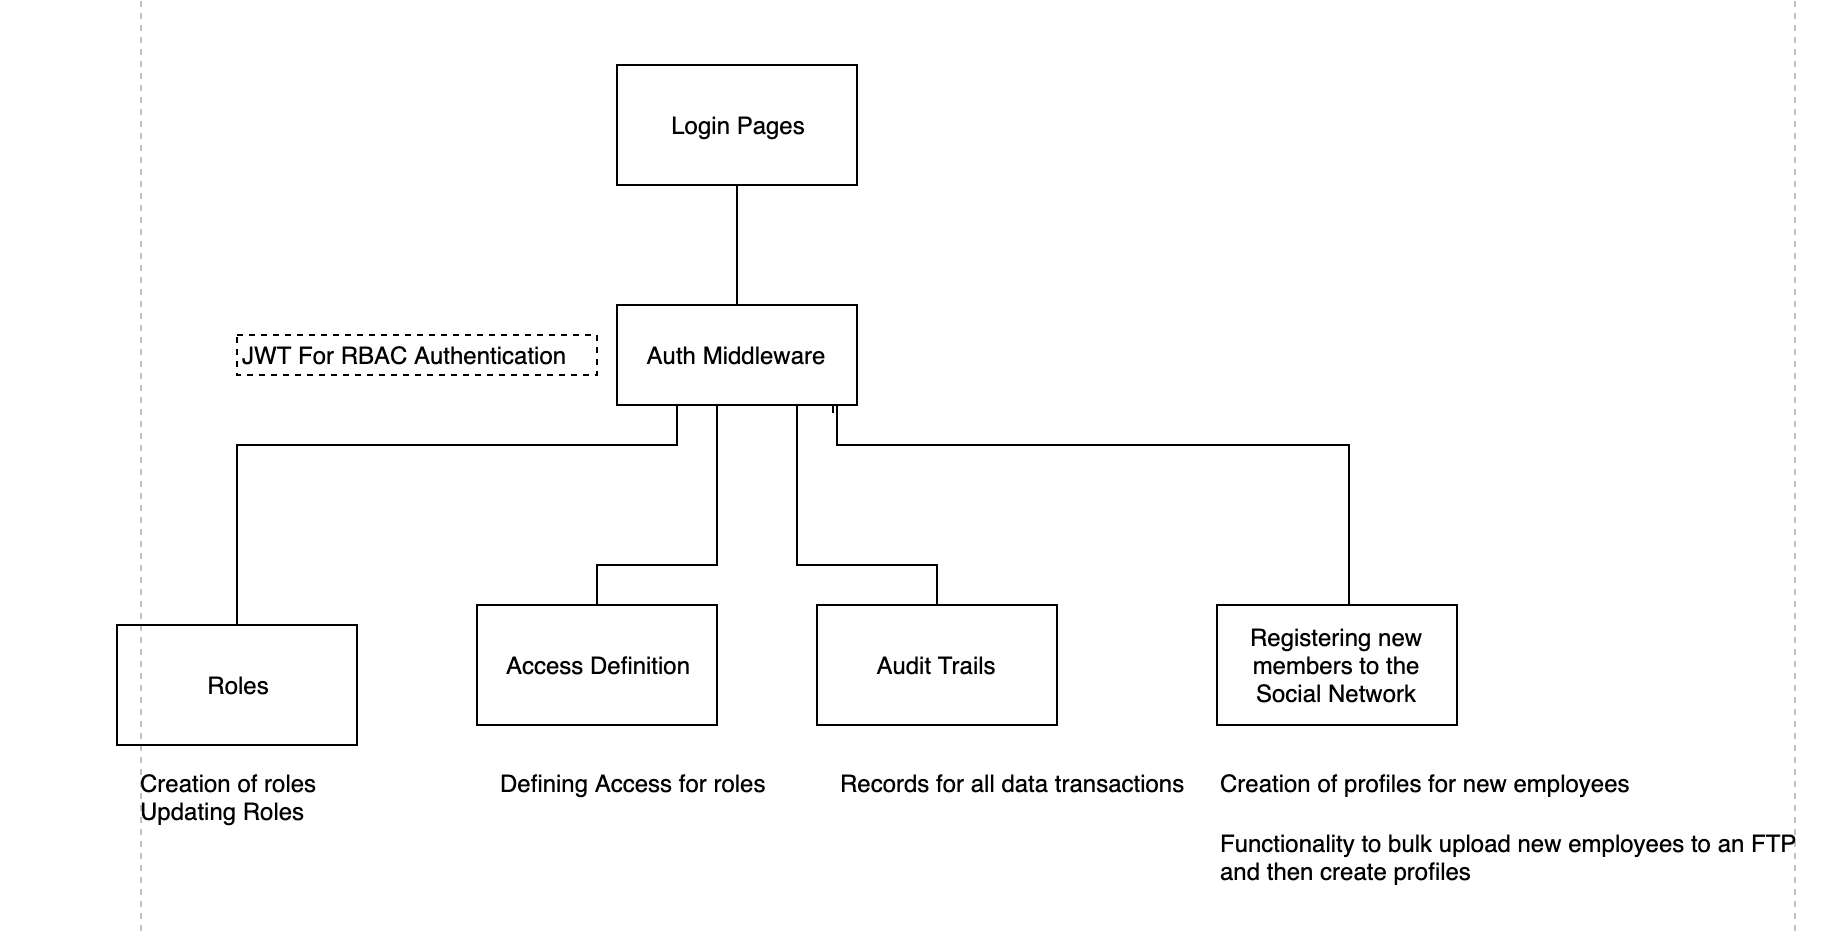 Login Pages
JWT For RBAC Authentication
Auth Middleware
Roles
Access Definition
Audit Trails
Registering new
members to the
Social Network
Creation of roles
Updating Roles
Defining Access for roles
Records for all data transactions
Creation of profiles for new employees
Functionality to bulk upload new employees to an FTP
and then create profiles